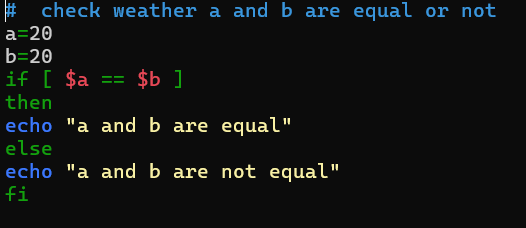 #  check weather a and b are equal or not
a=20
b=20
if [ $a == $b ]
then
echo "a and b are equal"
else
echo "a and b are not equal"
fi